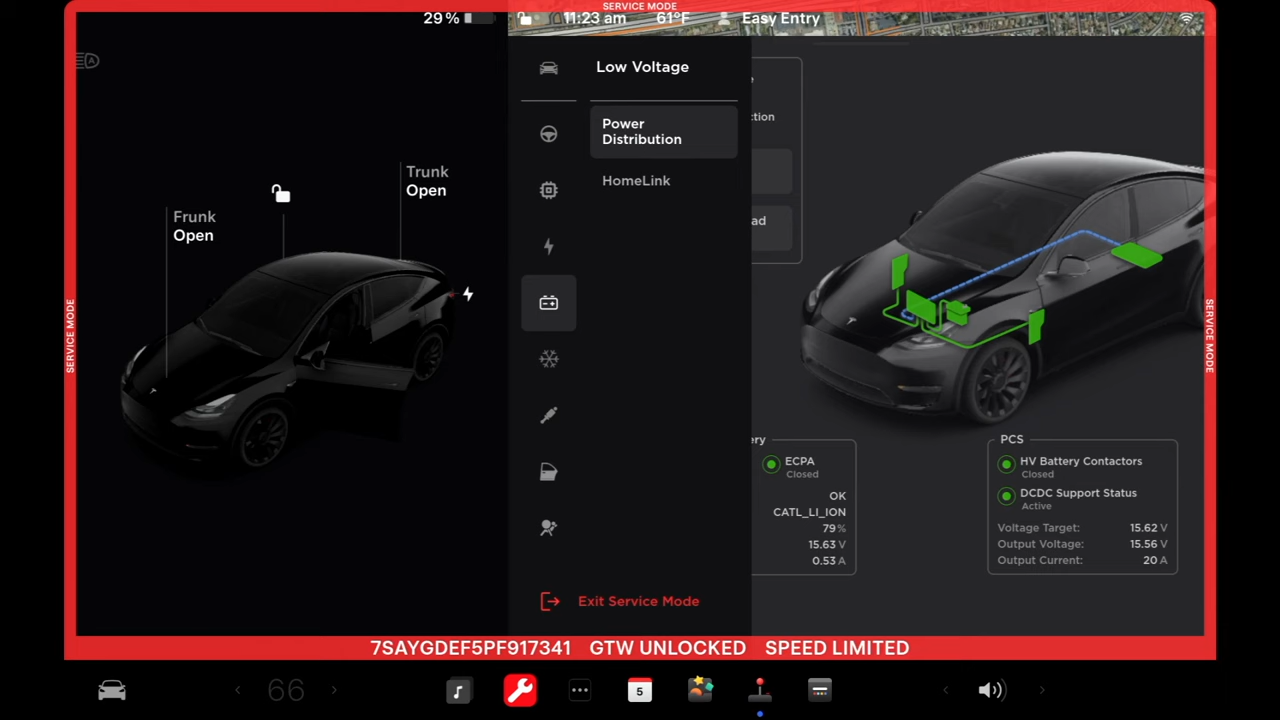 SERVICE MODE
29 %
11:23 am
61°F
Easy Entry
A
Low Voltage
Power
Distribution
HomeLink
Trunk
Open
Frunk
Open
SERVICE MODE
SERVICE MODE
ction
ad
ery
ECPA
Closed
OK
CATL_LI_ION
79 %
15.63 V
0.53 A
PCS
HV Battery Contactors
Closed
DCDC Support Status
Active
Voltage Target: 15.62 V
Output Voltage: 15.56 V
Output Current: 20 A
Exit Service Mode
7SAYGDEF5PF917341 GTW UNLOCKED SPEED LIMITED
66
5